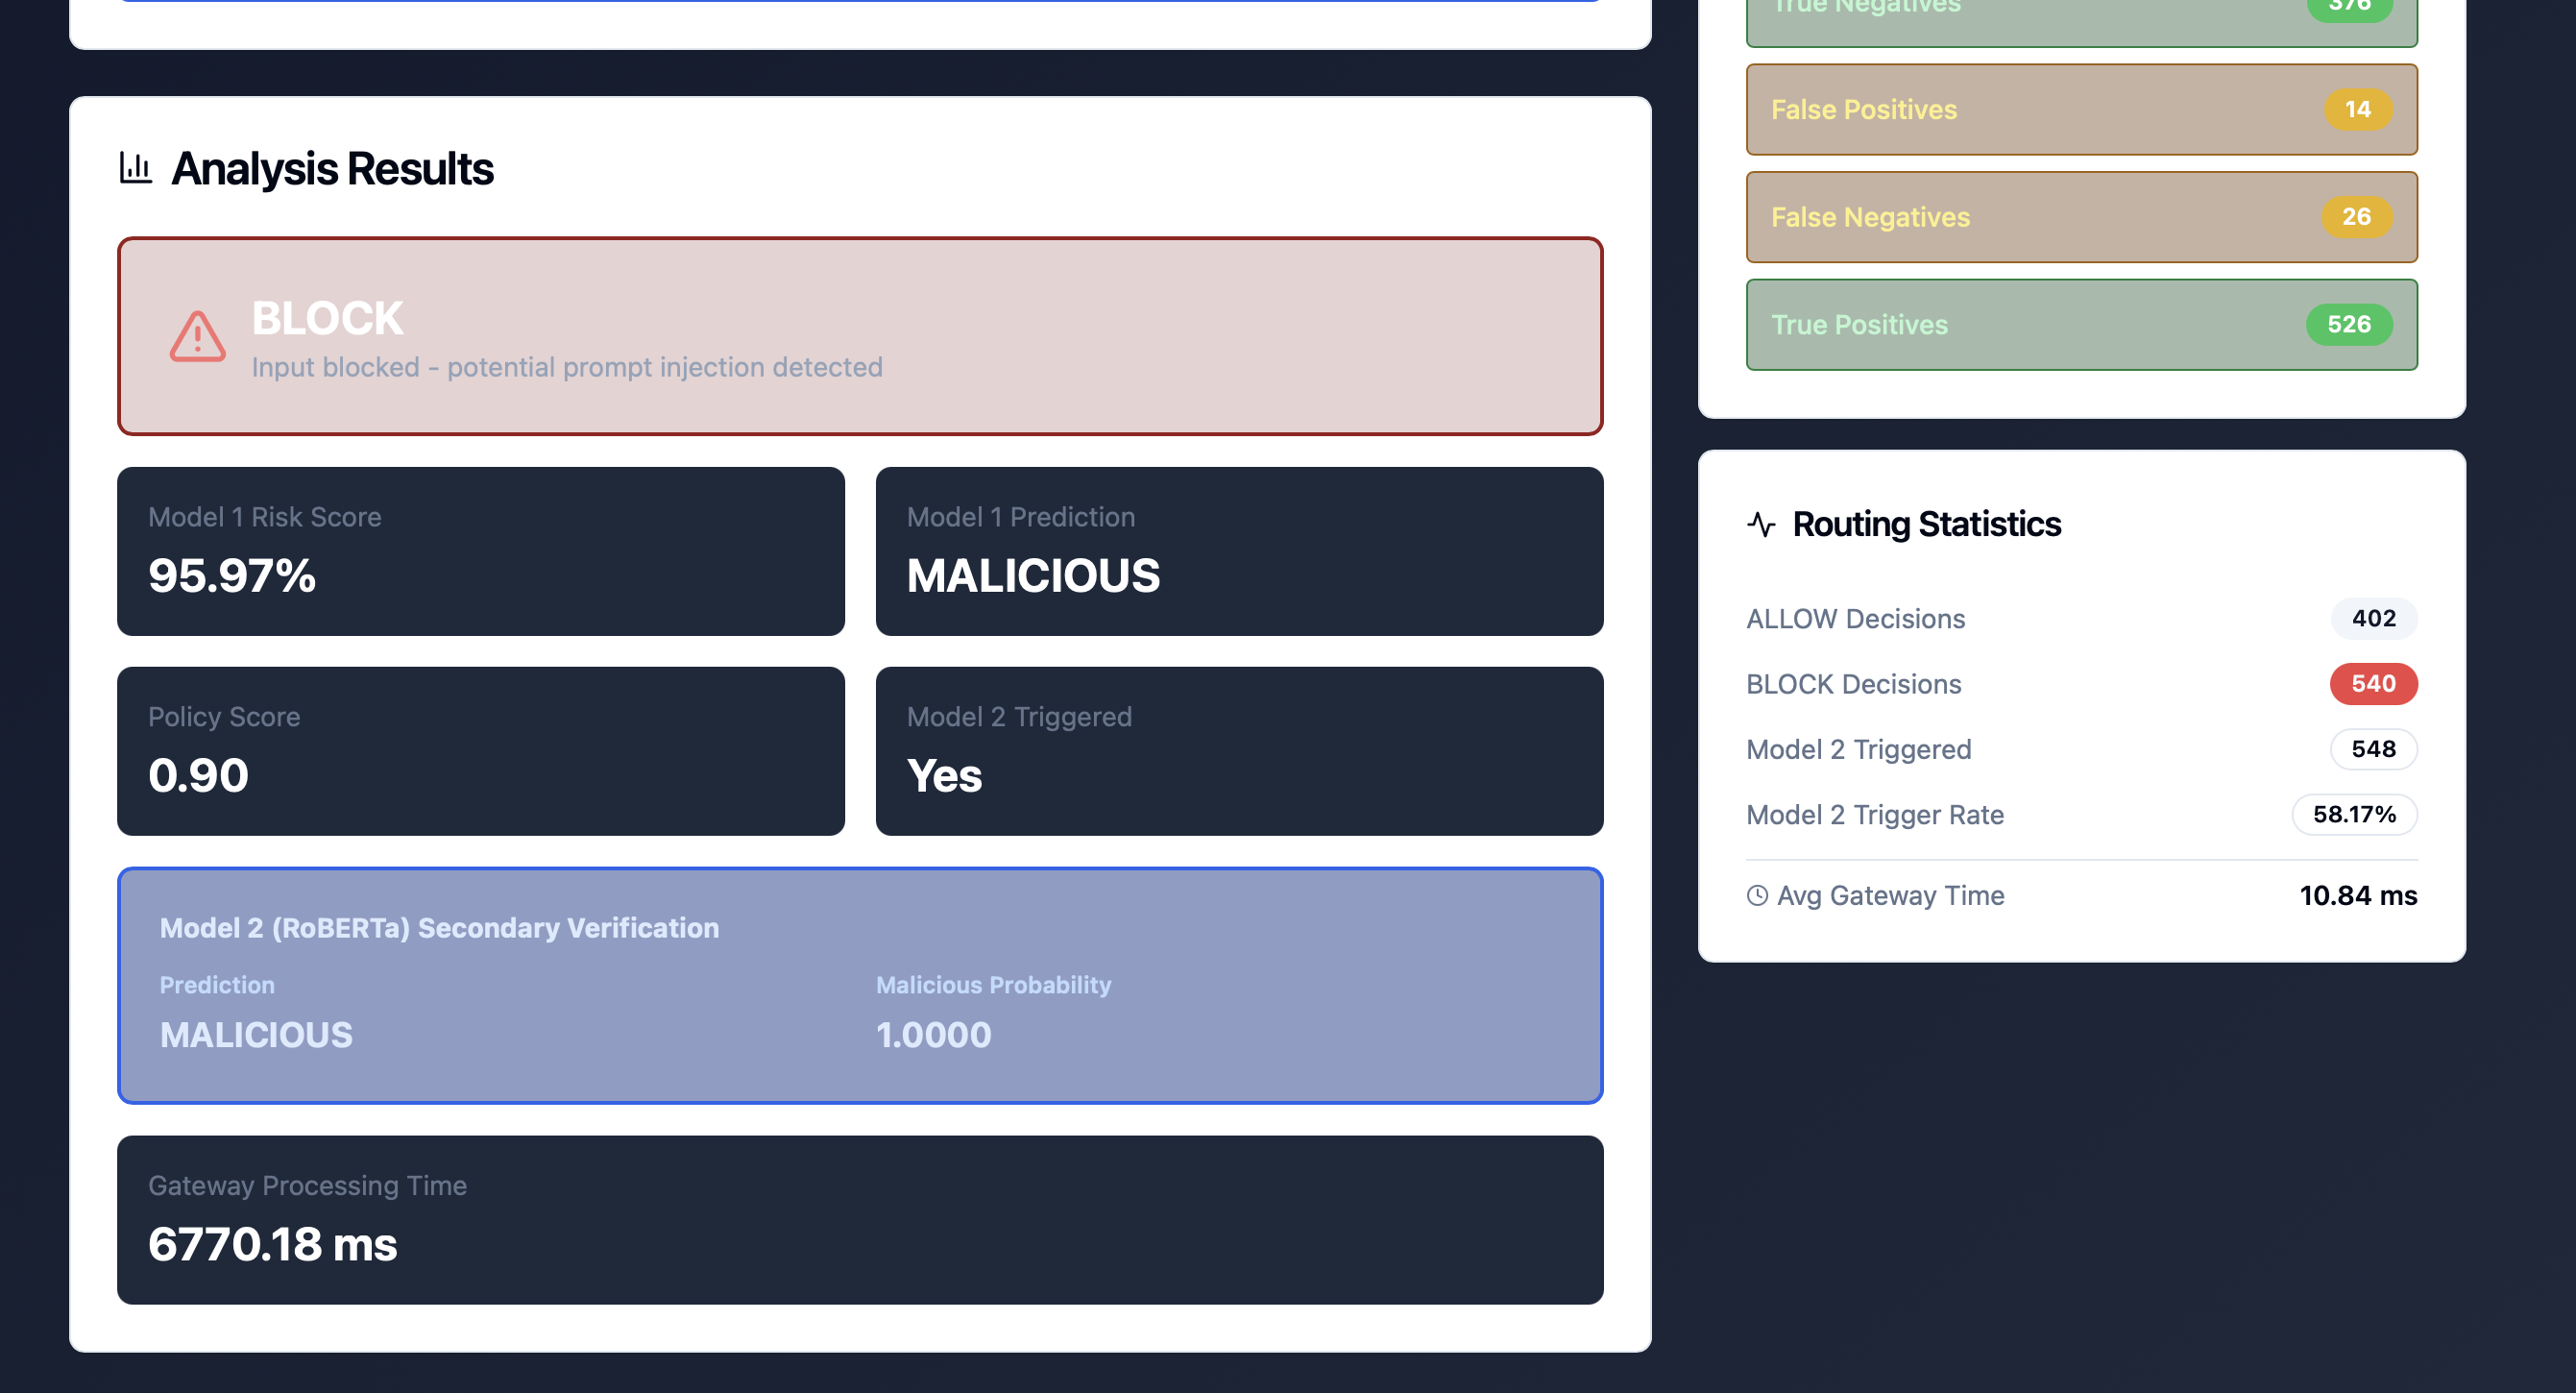 Analysis Results
BLOCK
Input blocked - potential prompt injection detected
Model 1 Risk Score
95.97%
Model 1 Prediction
MALICIOUS
Policy Score
0.90
Model 2 Triggered
Yes
Model 2 (RoBERTa) Secondary Verification
Prediction
MALICIOUS
Malicious Probability
1.0000
Gateway Processing Time
6770.18 ms
True Negatives 376
False Positives 14
False Negatives 26
True Positives 526
Routing Statistics
ALLOW Decisions 402
BLOCK Decisions 540
Model 2 Triggered 548
Model 2 Trigger Rate 58.17%
Avg Gateway Time 10.84 ms